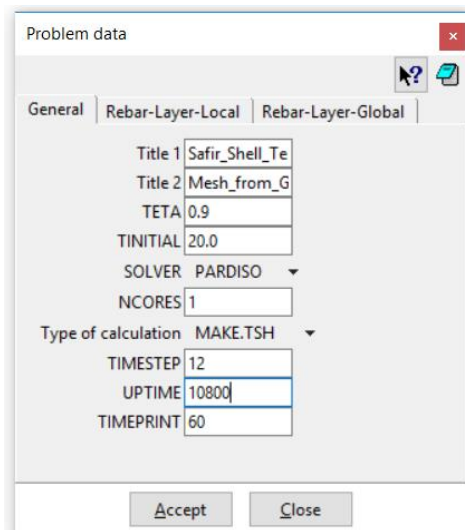 Problem data
General Rebar-Layer-Local Rebar-Layer-Global
Title 1 Safir_Shell_Te
Title 2 Mesh_from_G
TETA 0.9
TINITIAL 20.0
SOLVER PARDISO
NCORES 1
Type of calculation MAKE.TSH
TIMESTEP 12
UPTIME 10800
TIMEPRINT 60
Accept Close